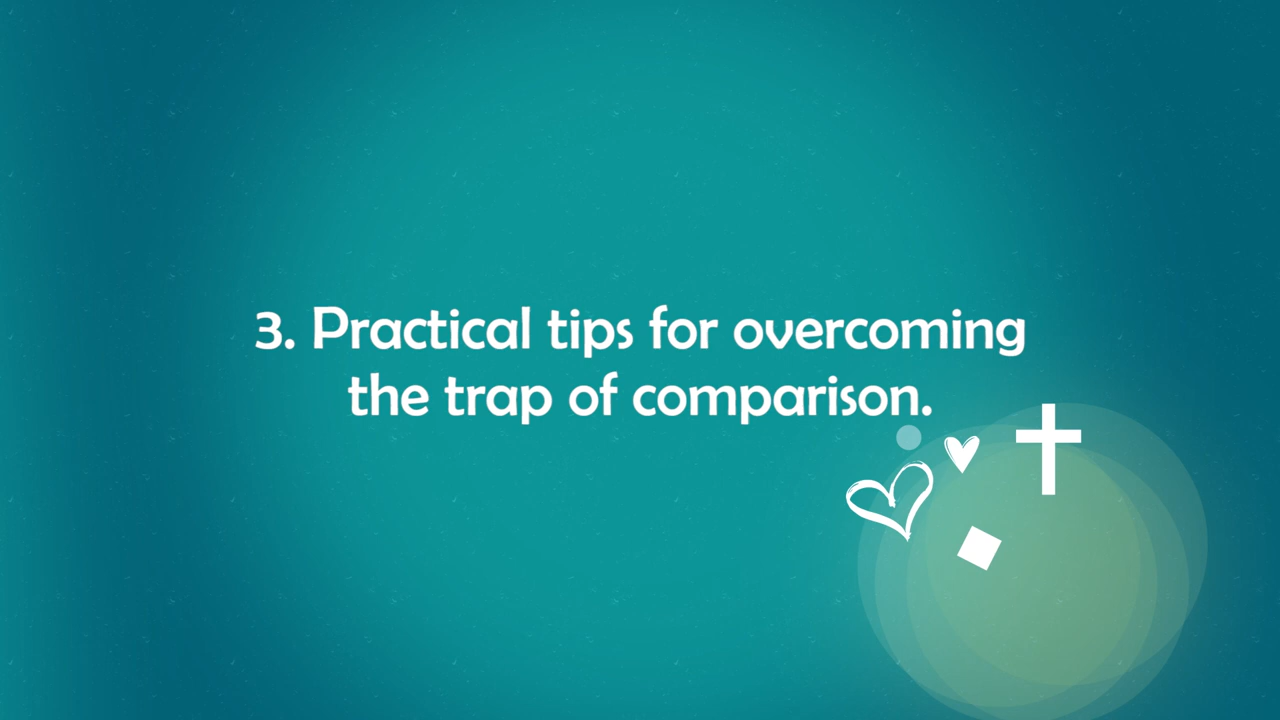 3. Practical tips for overcoming
the trap of comparison.